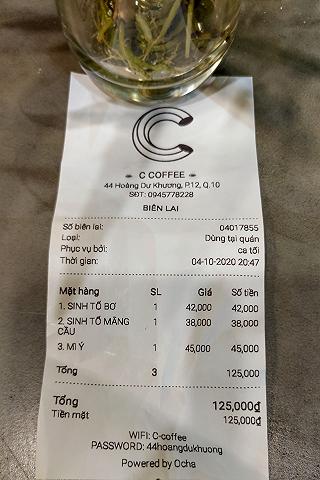 C COFFEE
44 Hoàng Dư Khương, P.12, Q.10
SĐT: 0945778228
BIÊN LAI
Số biên lai: 04017855
Loại: Dùng tại quán
Phục vụ bởi: ca tối
Thời gian: 04-10-2020 20:47
Mặt hàng SL Giá Số tiền
1. SINH TỐ BƠ 1 42,000 42,000
2. SINH TỐ MÃNG 1 38,000 38,000
CẦU
3. MÌ Ý 1 45,000 45,000
Tổng 3 125,000
Tổng 125,000₫
Tiền mặt 125,000₫
WIFI: C-coffee
PASSWORD: 44hoangdukhuong
Powered by Ocha